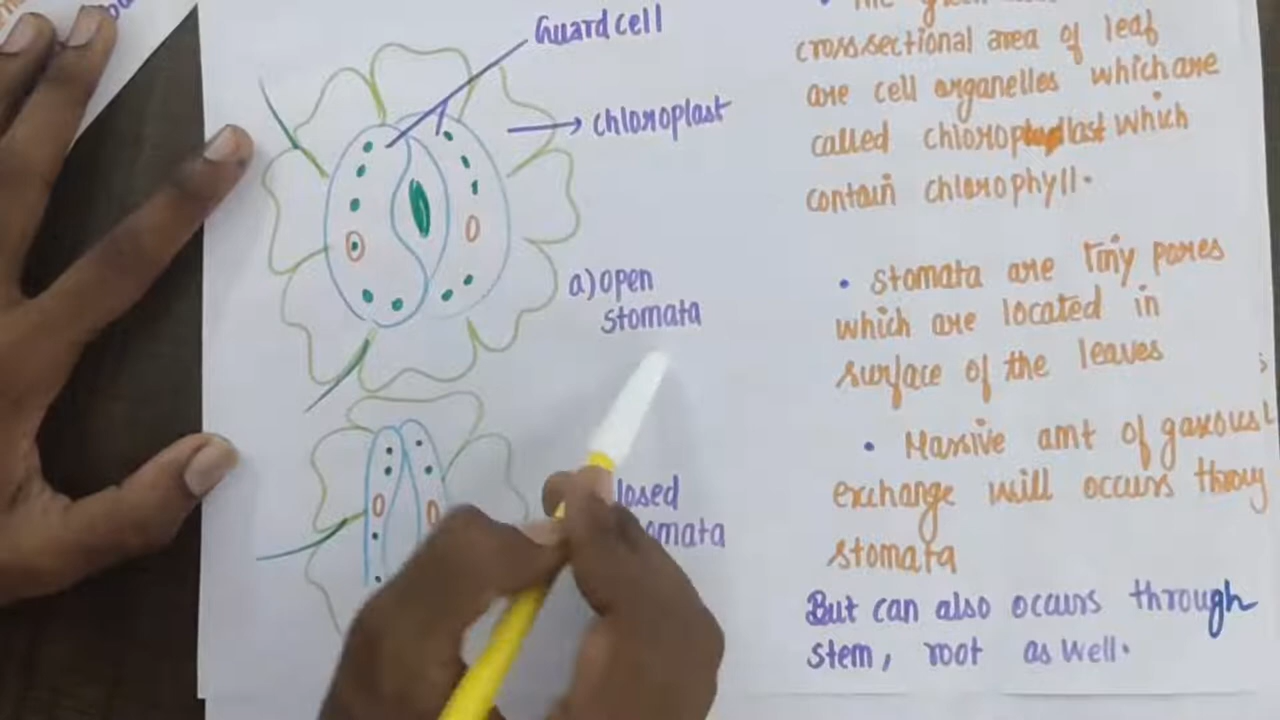 Guard cell
chloroplast
a) open
stomata
losed
mata
cross sectional area of leaf
are cell organelles which are
called chloroplast which
contain chlorophyll.
• Stomata are Tiny pores
which are located in
surface of the leaves
• Massive amt of gaseous
exchange will occurs throug
stomata
But can also occurs through
stem, root as well.